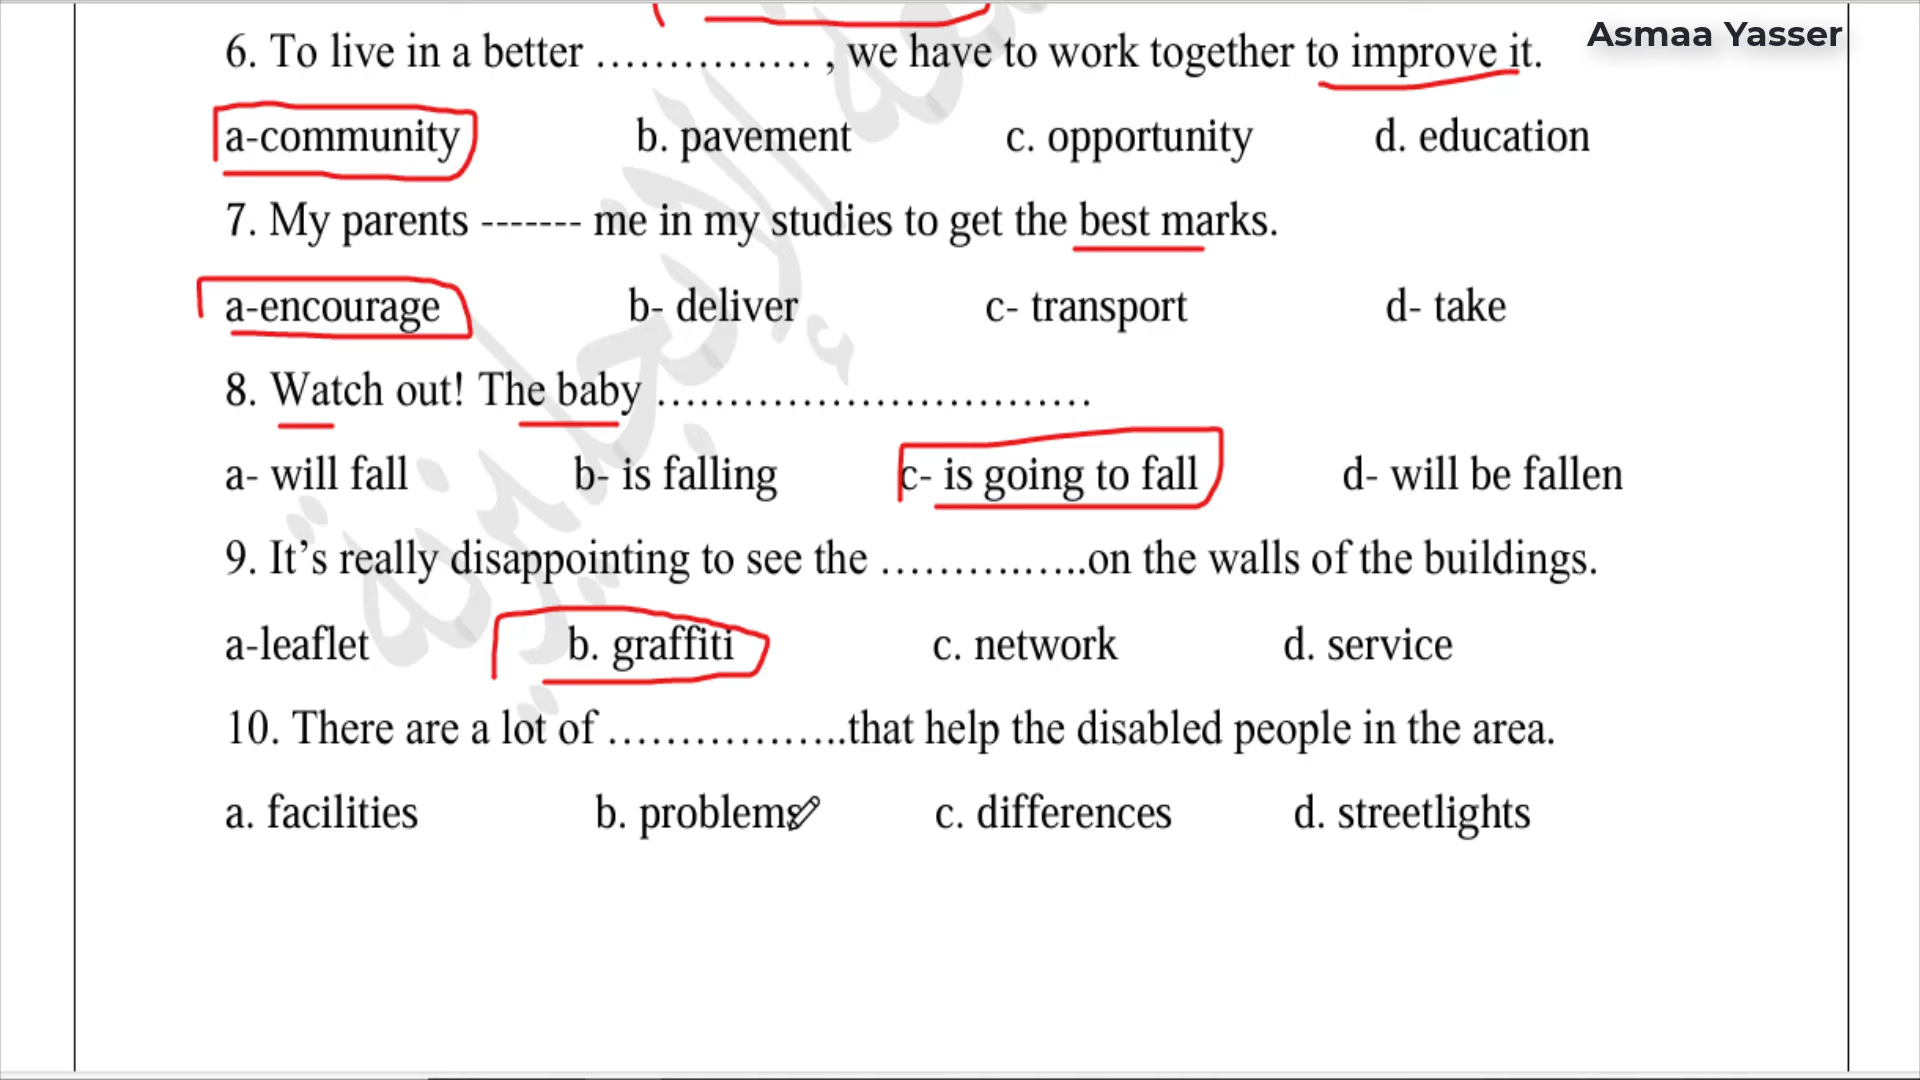 Asmaa Yasser
6. To live in a better …………… , we have to work together to improve it.
a-community b. pavement c. opportunity d. education
7. My parents ------- me in my studies to get the best marks.
a-encourage b- deliver c- transport d- take
8. Watch out! The baby …………………………
a- will fall b- is falling c- is going to fall d- will be fallen
9. It’s really disappointing to see the ……….…..on the walls of the buildings.
a-leaflet b. graffiti c. network d. service
10. There are a lot of ……………..that help the disabled people in the area.
a. facilities b. problems c. differences d. streetlights